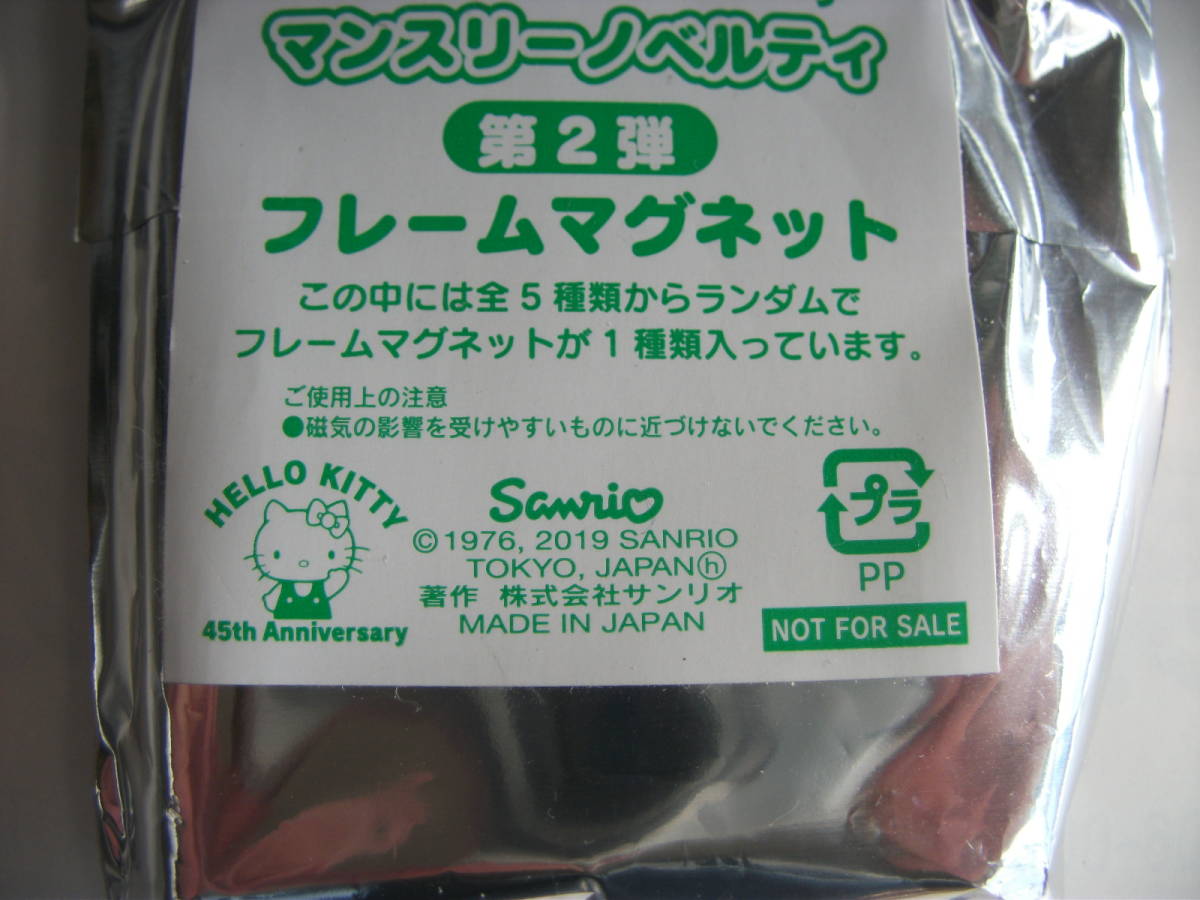 マンスリーノベルティ
第2弾
フレームマグネット
この中には全5種類からランダムで
フレームマグネットが1種類入っています。
ご使用上の注意
●磁気の影響を受けやすいものに近づけないでください。
HELLO KITTY
45th Anniversary
Sanrio
©1976, 2019 SANRIO
TOKYO, JAPANⓗ
著作 株式会社サンリオ
MADE IN JAPAN
プラ
PP
NOT FOR SALE